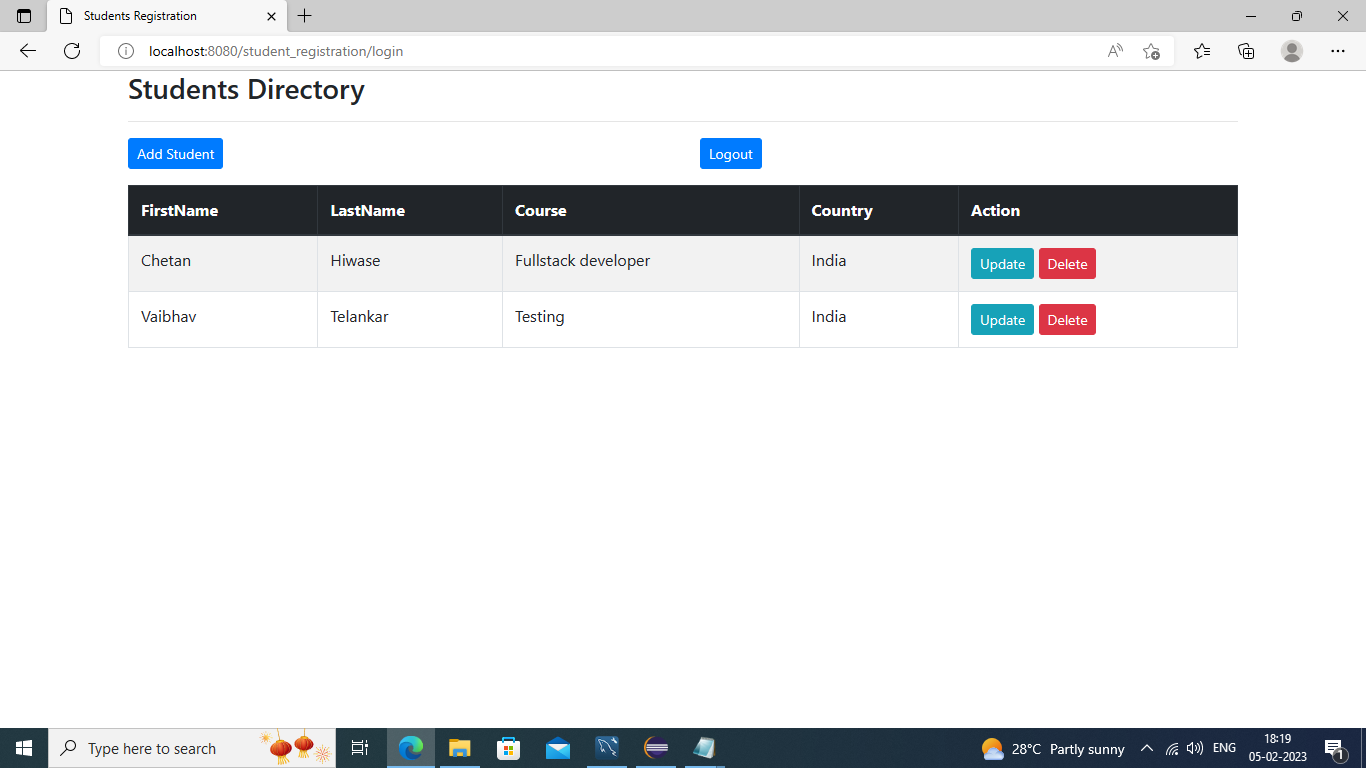 Students Registration
localhost:8080/student_registration/login
Students Directory
Add Student Logout
FirstName LastName Course Country Action
Chetan Hiwase Fullstack developer India Update Delete
Vaibhav Telankar Testing India Update Delete
Type here to search 28°C Partly sunny ENG 18:19
05-02-2023 1